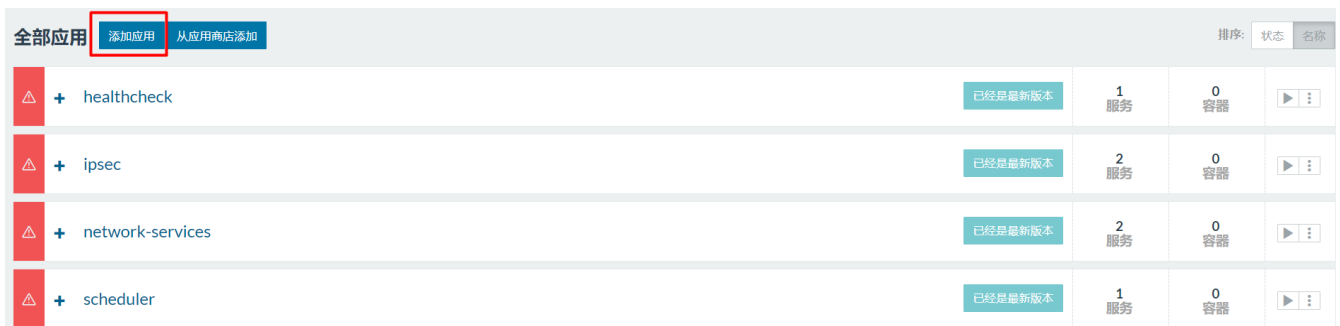 全部应用 添加应用 从应用商店添加 排序: 状态 名称
healthcheck 已经是最新版本 1 服务 0 容器
ipsec 已经是最新版本 2 服务 0 容器
network-services 已经是最新版本 2 服务 0 容器
scheduler 已经是最新版本 1 服务 0 容器